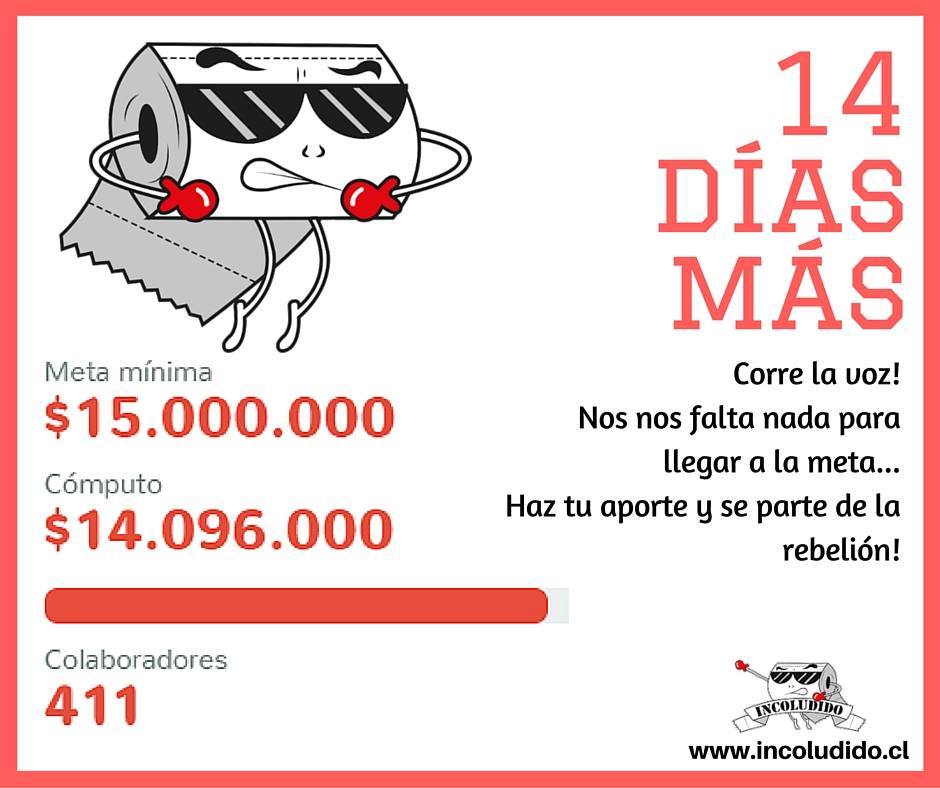 14
DÍAS
MÁS
Meta mínima
$15.000.000
Cómputo
$14.096.000
Colaboradores
411
Corre la voz!
Nos nos falta nada para
llegar a la meta...
Haz tu aporte y se parte de la
rebelión!
INCOLUDIDO
www.incoludido.cl